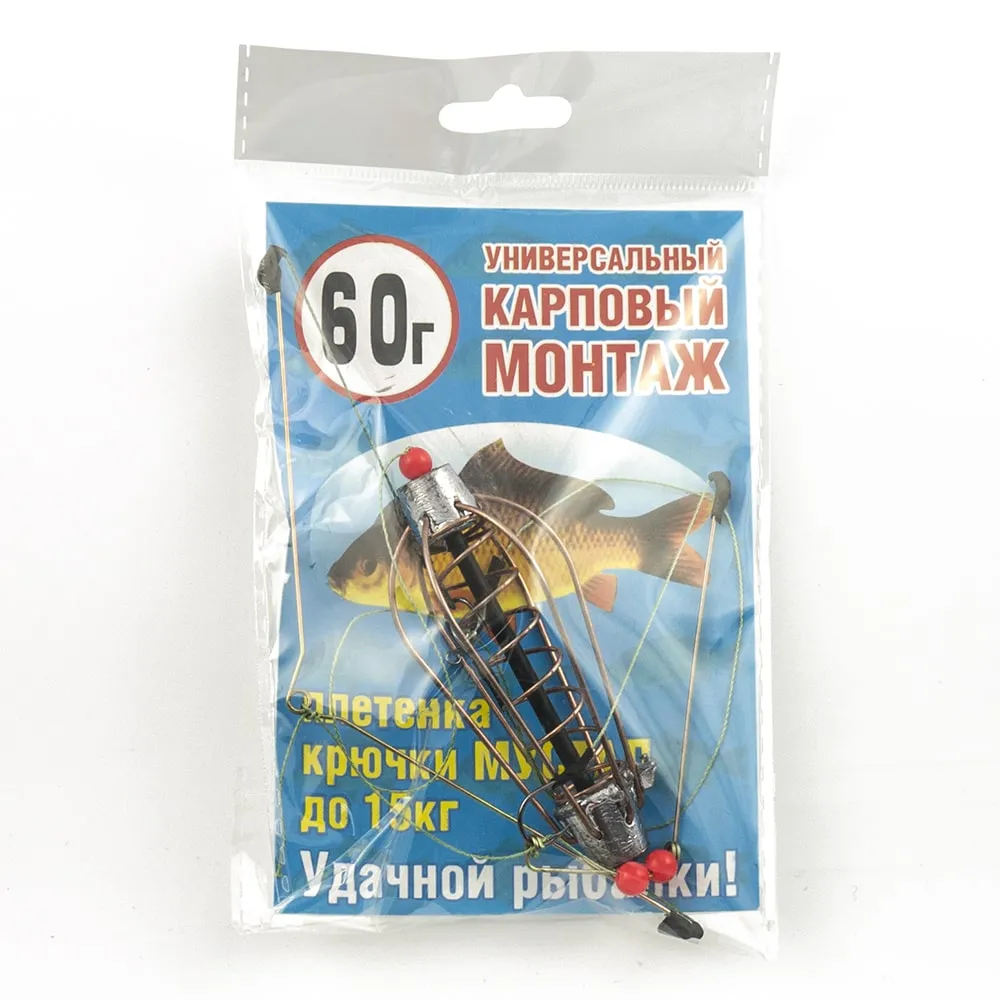 60г
УНИВЕРСАЛЬНЫЙ
КАРПОВЫЙ
МОНТАЖ
плетенка
крючки
до 15кг
Удачной рыбалки!